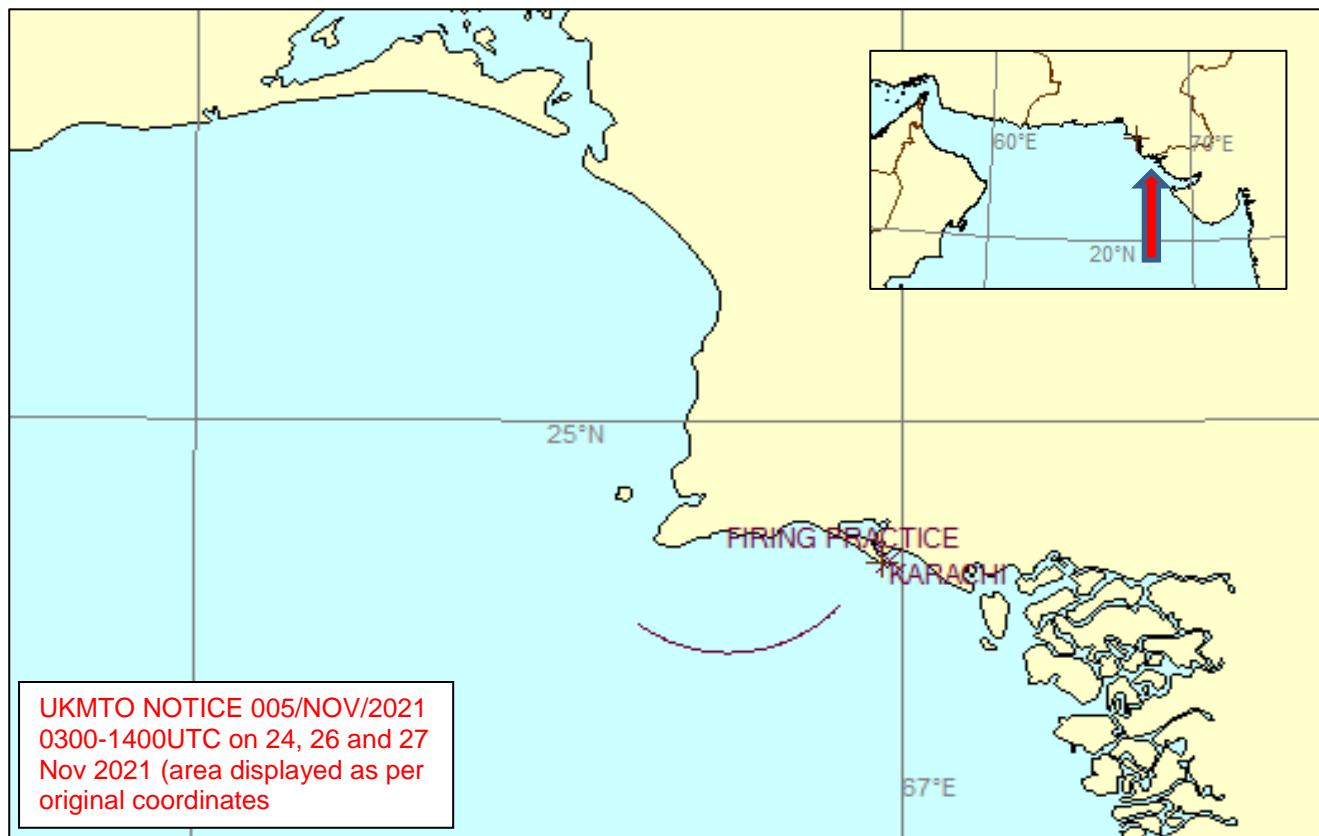 60°E
70°E
20°N
25°N
FIRING PRACTICE
KARACHI
67°E
UKMTO NOTICE 005/NOV/2021
0300-1400UTC on 24, 26 and 27
Nov 2021 (area displayed as per
original coordinates